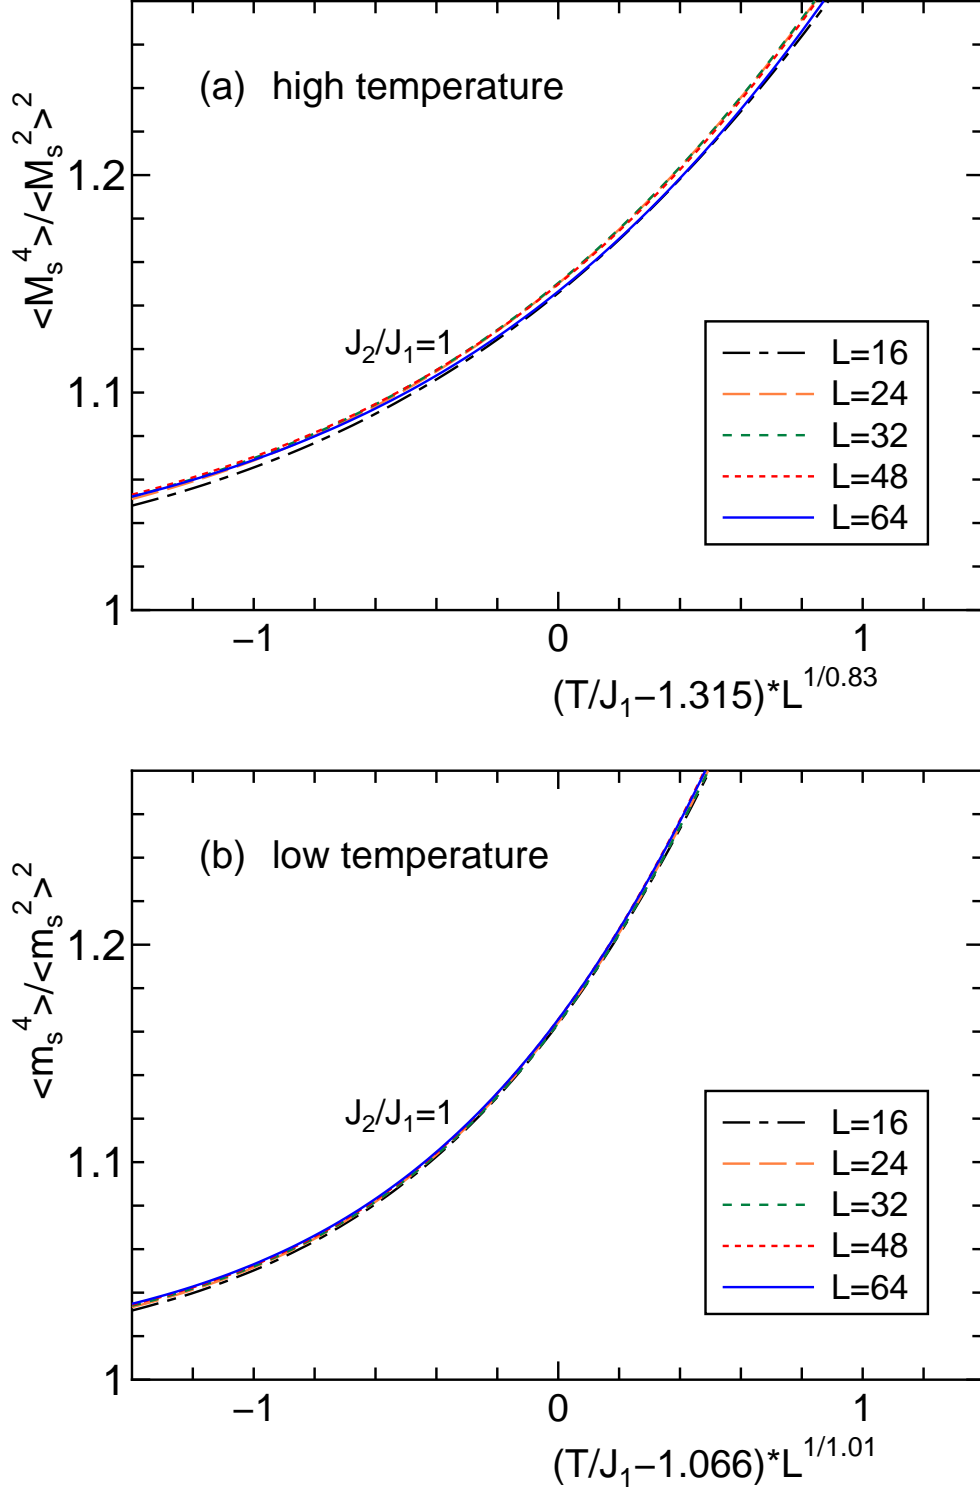 (a) high temperature
<M_s^4>/<M_s^2>^2
1.2
J_2/J_1=1
1.1
L=16
L=24
L=32
L=48
L=64
1
−1 0 1
(T/J_1−1.315)*L^{1/0.83}
(b) low temperature
<m_s^4>/<m_s^2>^2
1.2
J_2/J_1=1
1.1
L=16
L=24
L=32
L=48
L=64
1
−1 0 1
(T/J_1−1.066)*L^{1/1.01}